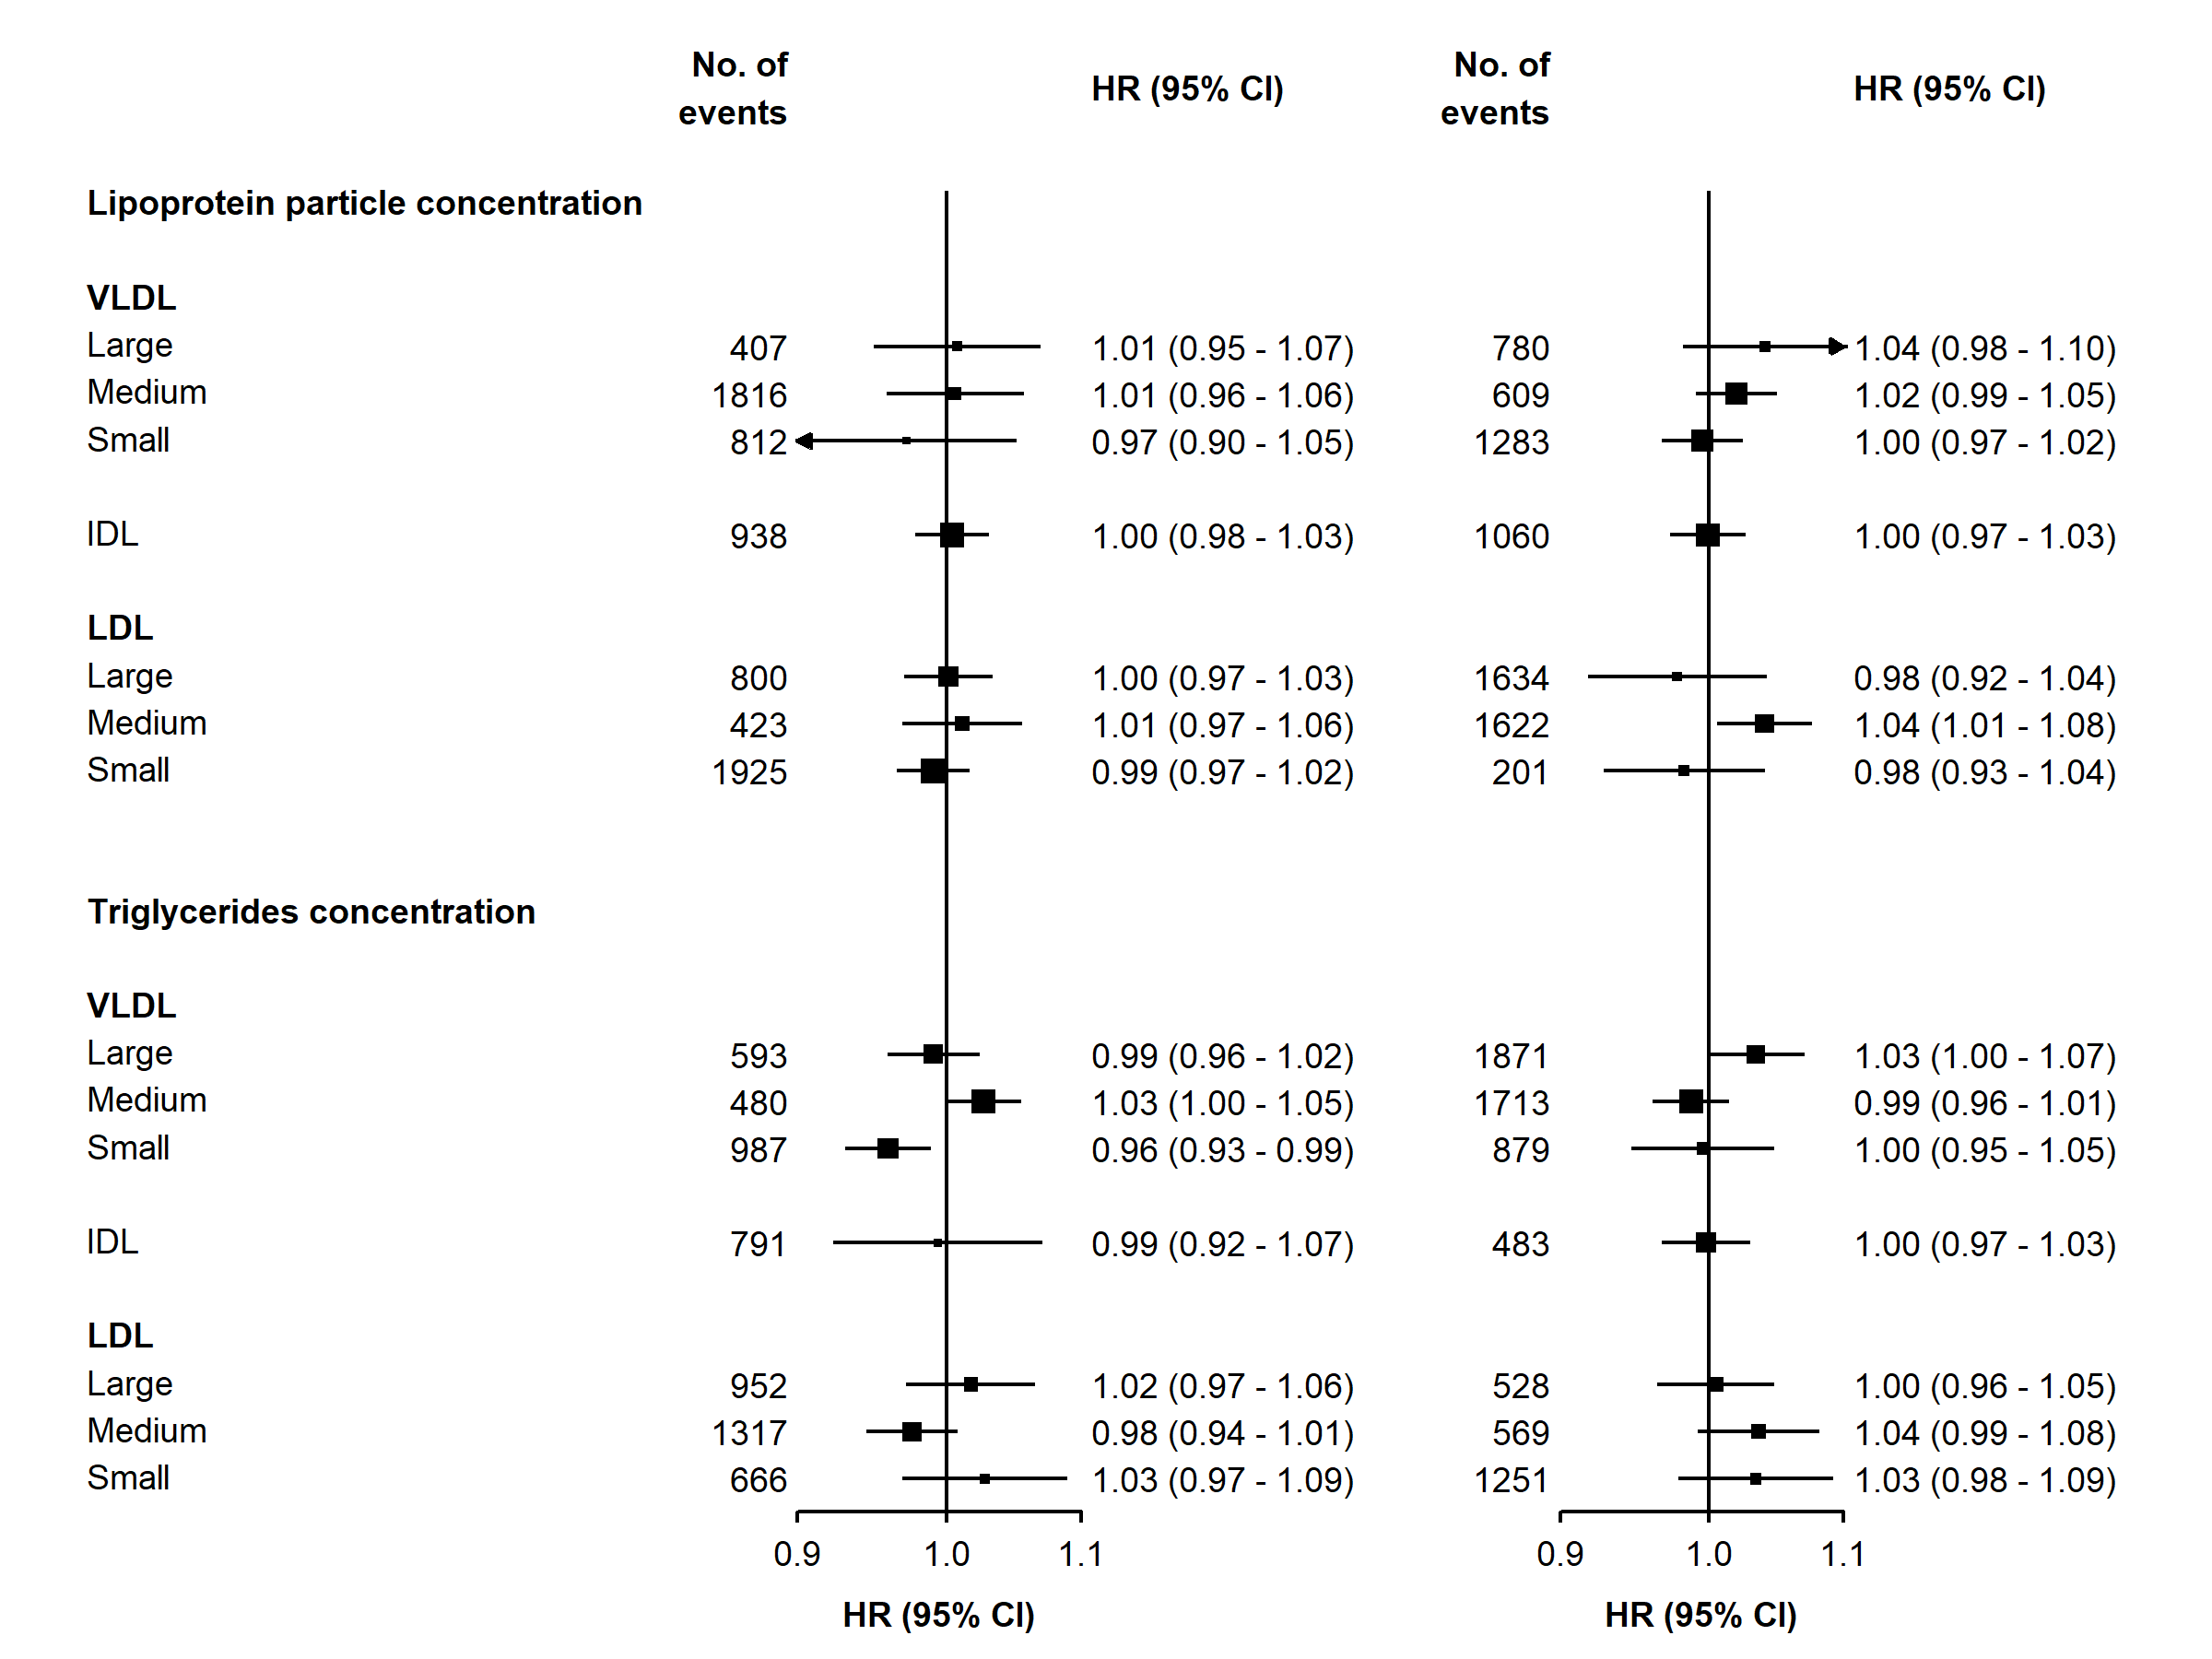 No. of events HR (95% CI) No. of events HR (95% CI)
Lipoprotein particle concentration
VLDL
Large 407 1.01 (0.95 - 1.07) 780 1.04 (0.98 - 1.10)
Medium 1816 1.01 (0.96 - 1.06) 609 1.02 (0.99 - 1.05)
Small 812 0.97 (0.90 - 1.05) 1283 1.00 (0.97 - 1.02)
IDL 938 1.00 (0.98 - 1.03) 1060 1.00 (0.97 - 1.03)
LDL
Large 800 1.00 (0.97 - 1.03) 1634 0.98 (0.92 - 1.04)
Medium 423 1.01 (0.97 - 1.06) 1622 1.04 (1.01 - 1.08)
Small 1925 0.99 (0.97 - 1.02) 201 0.98 (0.93 - 1.04)
Triglycerides concentration
VLDL
Large 593 0.99 (0.96 - 1.02) 1871 1.03 (1.00 - 1.07)
Medium 480 1.03 (1.00 - 1.05) 1713 0.99 (0.96 - 1.01)
Small 987 0.96 (0.93 - 0.99) 879 1.00 (0.95 - 1.05)
IDL 791 0.99 (0.92 - 1.07) 483 1.00 (0.97 - 1.03)
LDL
Large 952 1.02 (0.97 - 1.06) 528 1.00 (0.96 - 1.05)
Medium 1317 0.98 (0.94 - 1.01) 569 1.04 (0.99 - 1.08)
Small 666 1.03 (0.97 - 1.09) 1251 1.03 (0.98 - 1.09)
0.9 1.0 1.1 0.9 1.0 1.1
HR (95% CI) HR (95% CI)